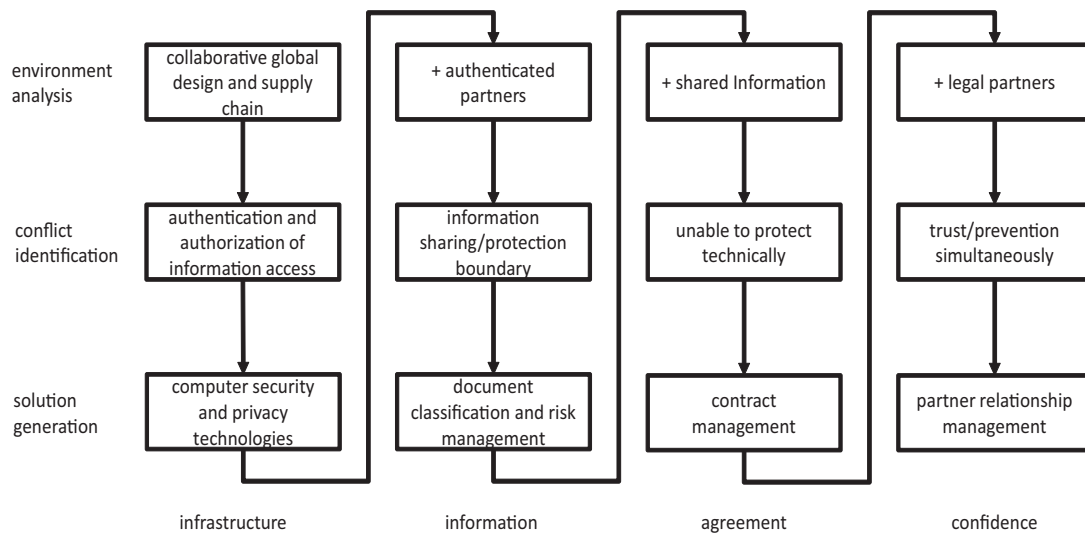 environment
analysis
collaborative global
design and supply
chain
+ authenticated
partners
+ shared Information
+ legal partners
conflict
identification
authentication and
authorization of
information access
information
sharing/protection
boundary
unable to protect
technically
trust/prevention
simultaneously
solution
generation
computer security
and privacy
technologies
document
classification and risk
management
contract
management
partner relationship
management
infrastructure
information
agreement
confidence